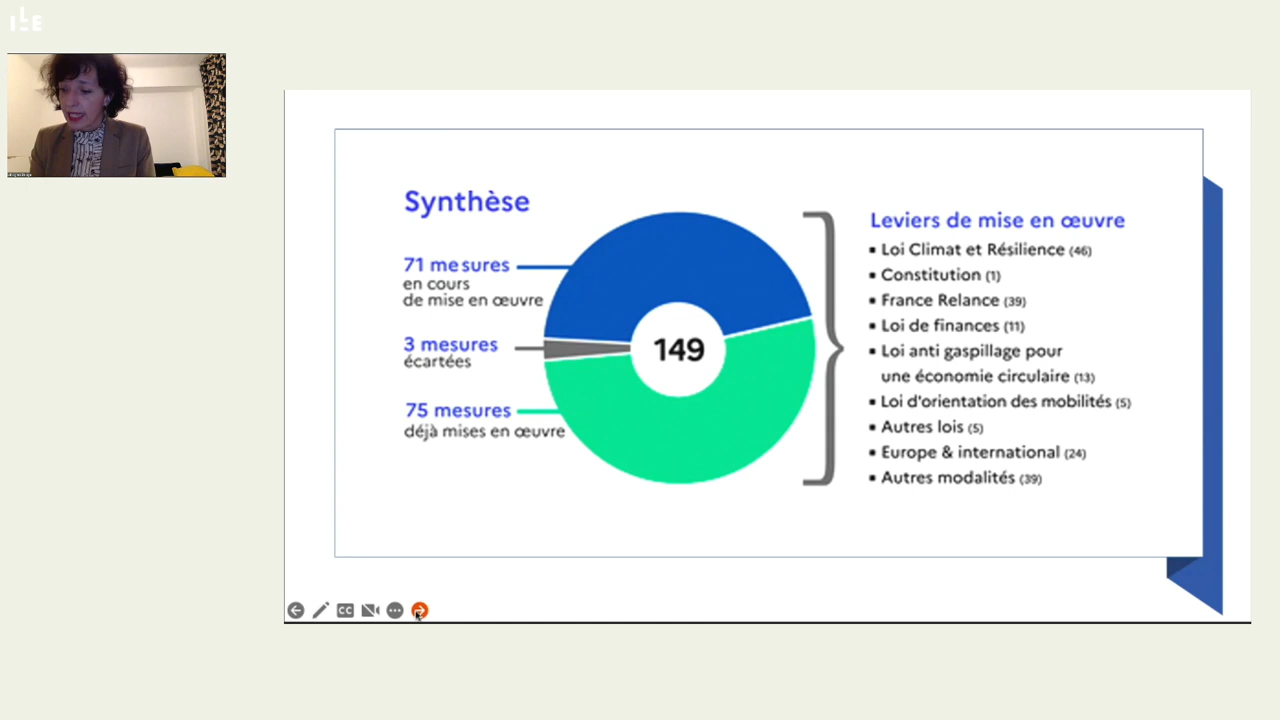 ILE
Synthèse
71 mesures
en cours
de mise en œuvre
3 mesures
écartées
75 mesures
déjà mises en œuvre
149
Leviers de mise en œuvre
▪ Loi Climat et Résilience (46)
▪ Constitution (1)
▪ France Relance (39)
▪ Loi de finances (11)
▪ Loi anti gaspillage pour
une économie circulaire (13)
▪ Loi d'orientation des mobilités (5)
▪ Autres lois (5)
▪ Europe & international (24)
▪ Autres modalités (39)
CC